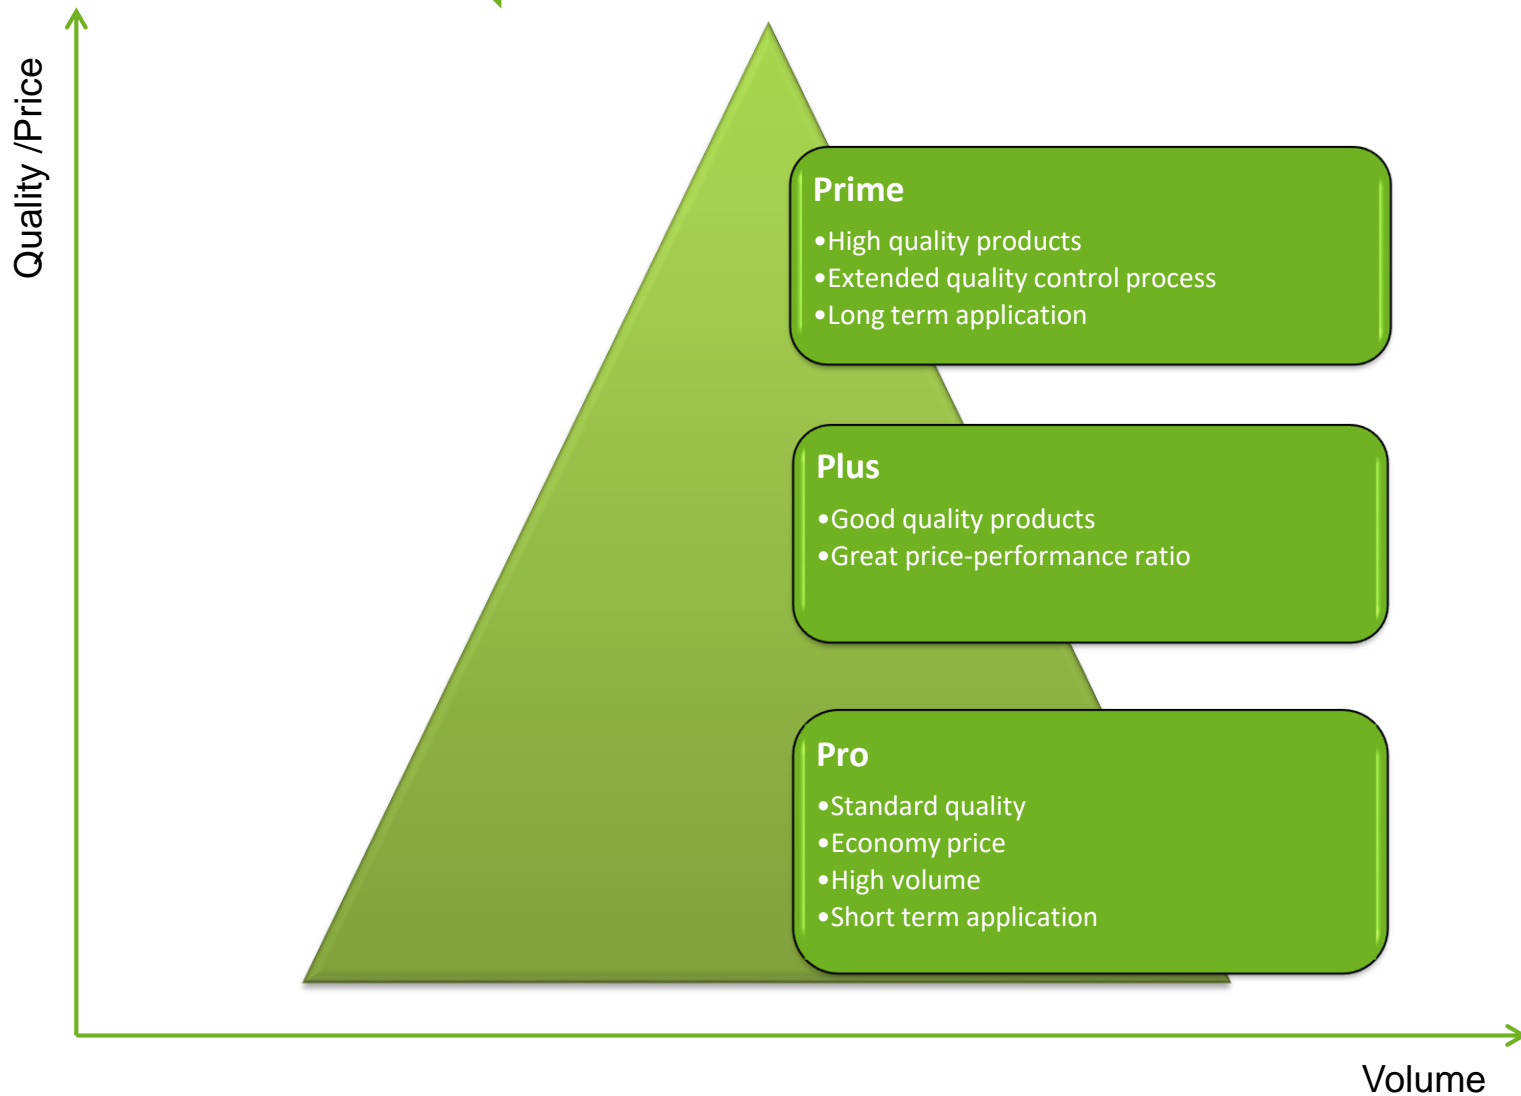 Quality /Price
Prime
•High quality products
•Extended quality control process
•Long term application
Plus
•Good quality products
•Great price-performance ratio
Pro
•Standard quality
•Economy price
•High volume
•Short term application
Volume